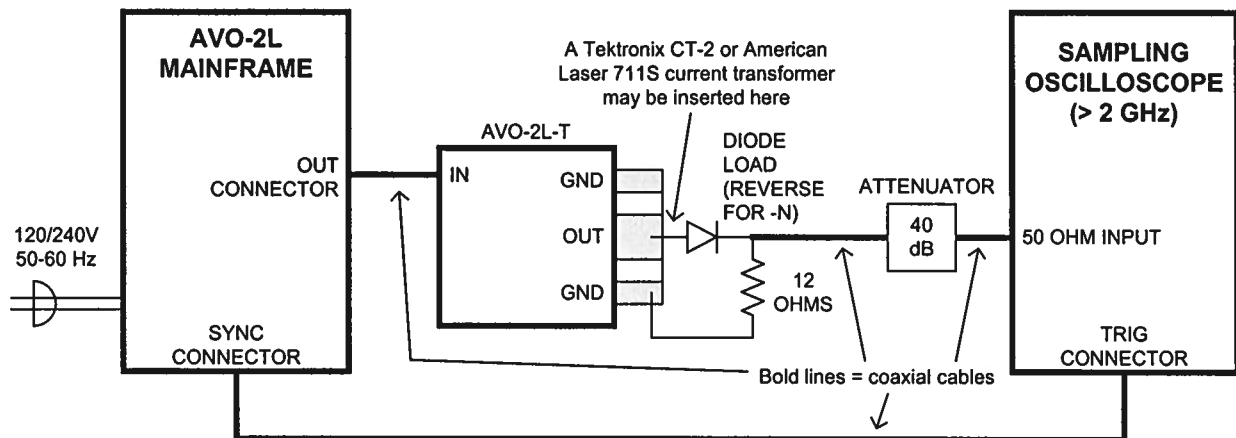 AVO-2L
MAINFRAME
OUT
CONNECTOR
120/240V
50-60 Hz
SYNC
CONNECTOR
AVO-2L-T
IN
GND
OUT
GND
A Tektronix CT-2 or American
Laser 711S current transformer
may be inserted here
DIODE
LOAD
(REVERSE
FOR -N)
12
OHMS
ATTENUATOR
40
dB
Bold lines = coaxial cables
SAMPLING
OSCILLOSCOPE
(> 2 GHz)
50 OHM INPUT
TRIG
CONNECTOR